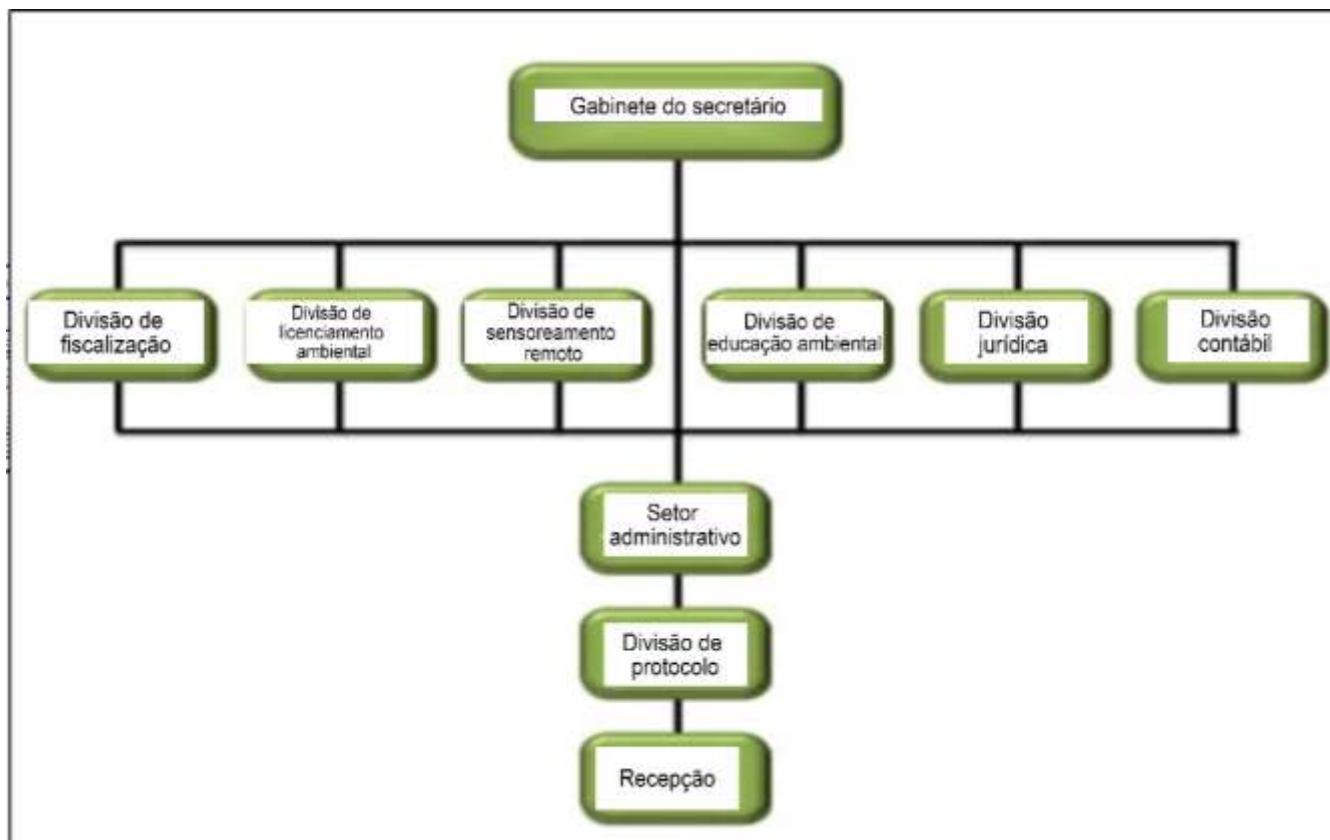 Gabinete do secretário
Divisão de
fiscalização
Divisão de
licenciamento
ambiental
Divisão de
sensoreamento
remoto
Divisão de
educação ambiental
Divisão
jurídica
Divisão
contábil
Setor
administrativo
Divisão de
protocolo
Recepção